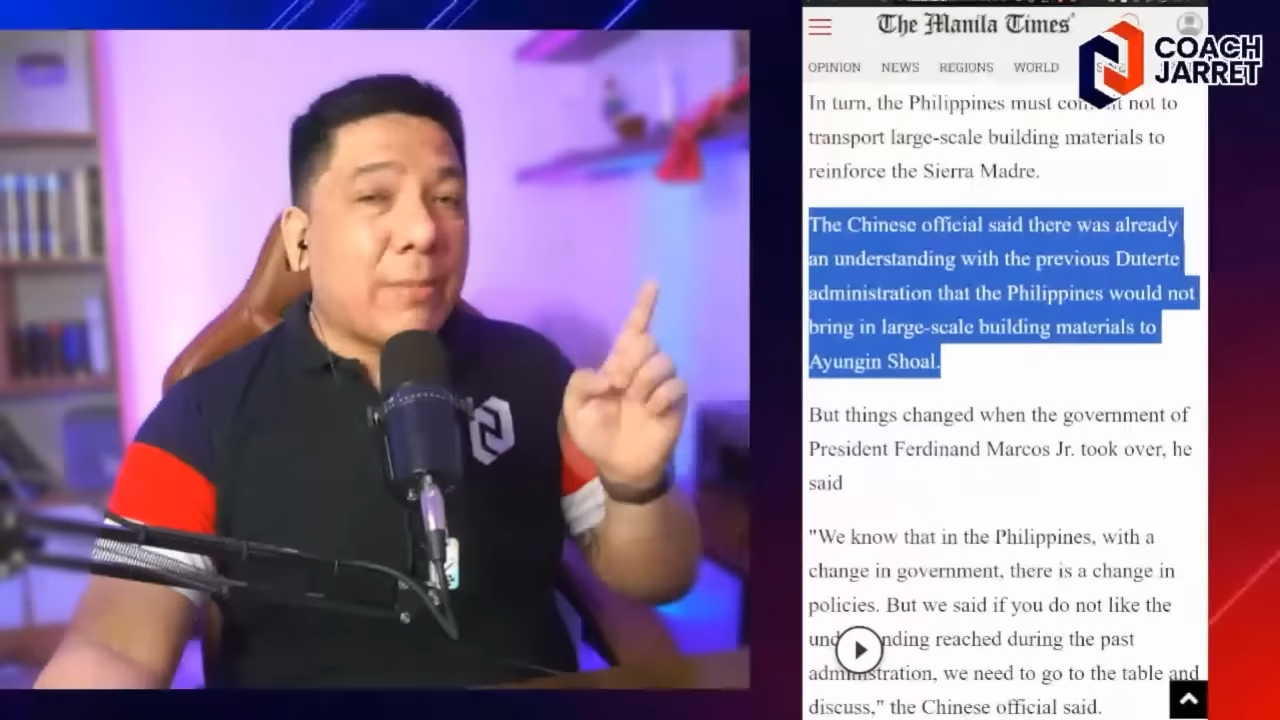 The Manila Times
COACH
JARRET
OPINION NEWS REGIONS WORLD
In turn, the Philippines must not to
transport large-scale building materials to
reinforce the Sierra Madre.
The Chinese official said there was already
an understanding with the previous Duterte
administration that the Philippines would not
bring in large-scale building materials to
Ayungin Shoal.
But things changed when the government of
President Ferdinand Marcos Jr. took over, he
said
"We know that in the Philippines, with a
change in government, there is a change in
policies. But we said if you do not like the
reached during the past
administration, we need to go to the table and
discuss," the Chinese official said.